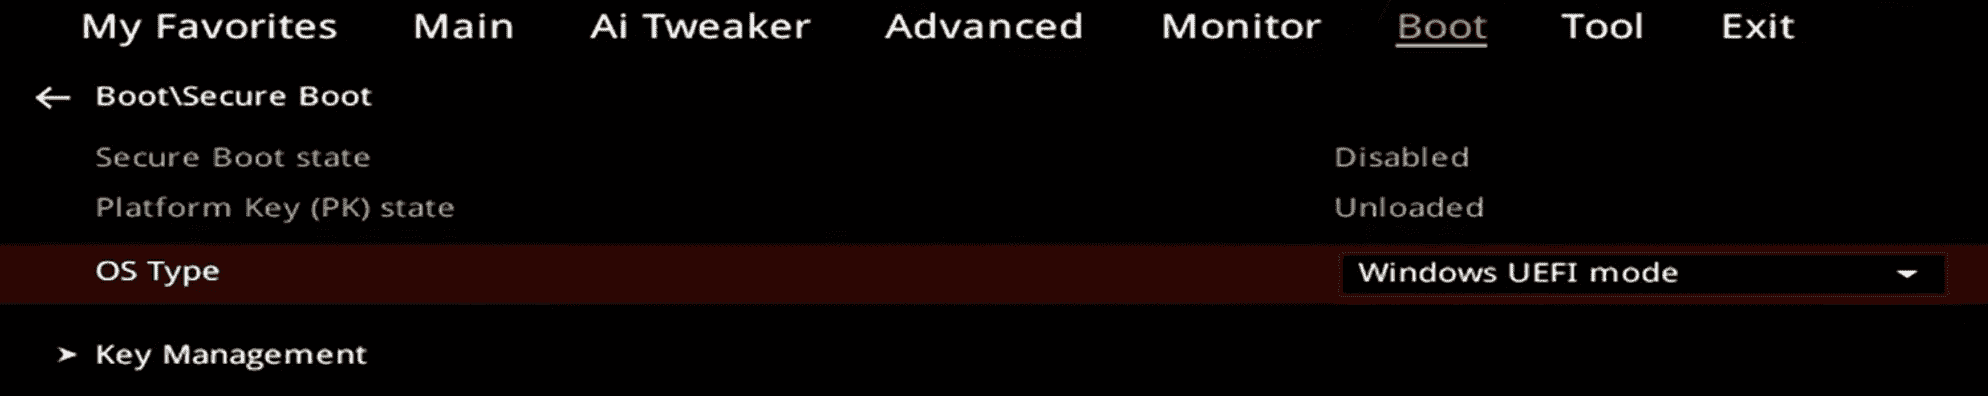 My Favorites Main Ai Tweaker Advanced Monitor Boot Tool Exit
Boot\Secure Boot
Secure Boot state Disabled
Platform Key (PK) state Unloaded
OS Type Windows UEFI mode
Key Management